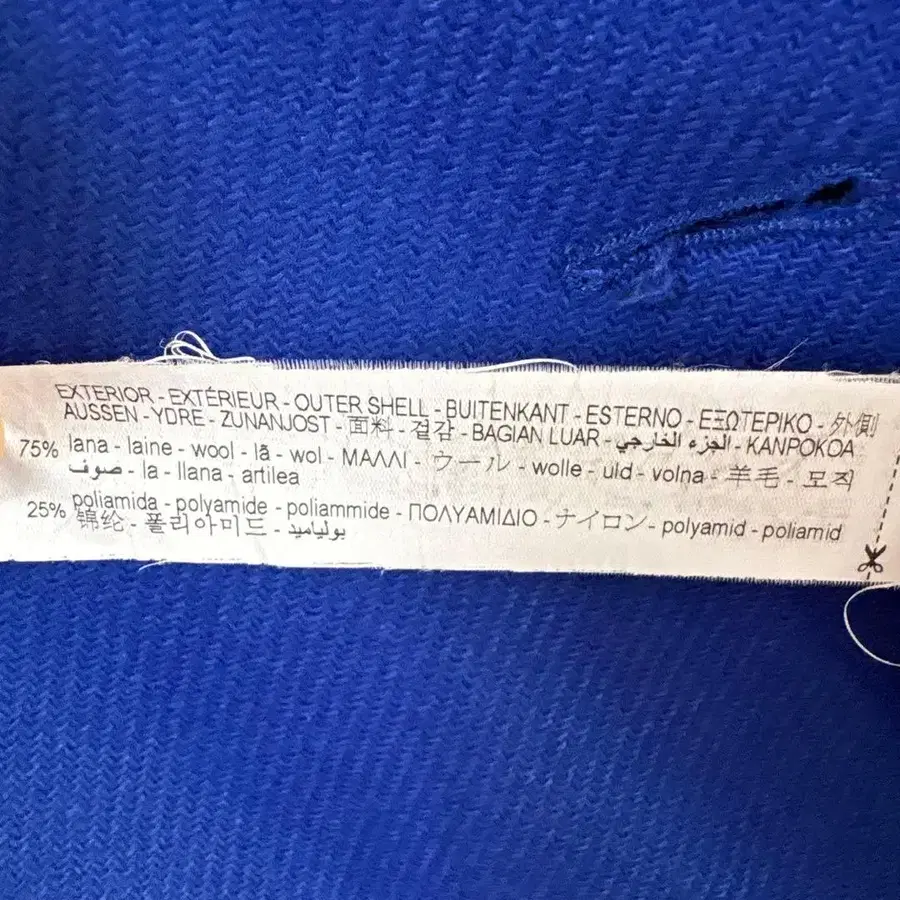 EXTERIOR - EXTÉRIEUR - OUTER SHELL - BUITENKANT - ESTERNO - ΕΞΩΤΕΡΙΚΟ - 外側
AUSSEN - YDRE - ZUNANJOST - 面料 - 겉감 - BAGIAN LUAR - الجزء الخارجي - KANPOKOA
75% lana - laine - wool - lã - wol - ΜΑΛΛΙ - ウール - wolle - uld - volna - 羊毛 - 모직
صوف - la - llana - artilea
25% poliamida - polyamide - poliammide - ΠΟΛΥΑΜΙΔΙΟ - ナイロン - polyamid - poliamid
锦纶 - 폴리아미드 - بولياميد